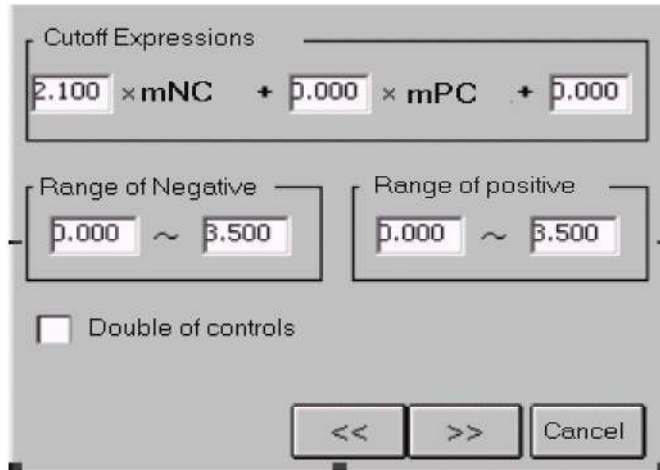 Cutoff Expressions
2.100 ×mNC + 0.000 × mPC + 0.000
Range of Negative Range of positive
0.000 ~ 3.500 0.000 ~ 3.500
Double of controls
<< >> Cancel